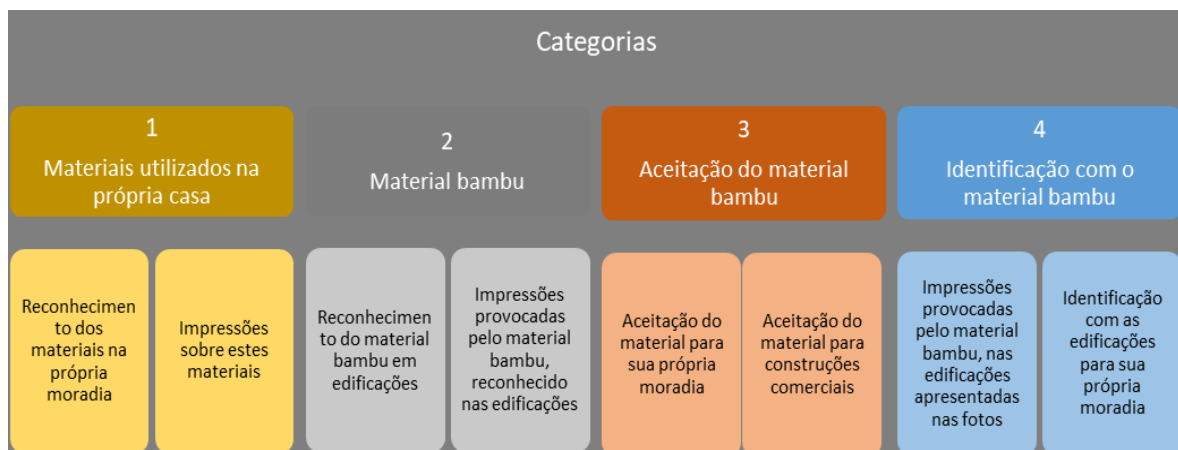 Categorias
1
Materiais utilizados na
própria casa
2
Material bambu
3
Aceitação do material
bambu
4
Identificação com o
material bambu
Reconhecimen
to dos
materiais na
própria
moradia
Impressões
sobre estes
materiais
Reconhecimen
to do material
bambu em
edificações
Impressões
provocadas
pelo material
bambu,
reconhecido
nas edificações
Aceitação do
material para
sua própria
moradia
Aceitação do
material para
construções
comerciais
Impressões
provocadas
pelo material
bambu, nas
edificações
apresentadas
nas fotos
Identificação
com as
edificações
para sua
própria
moradia